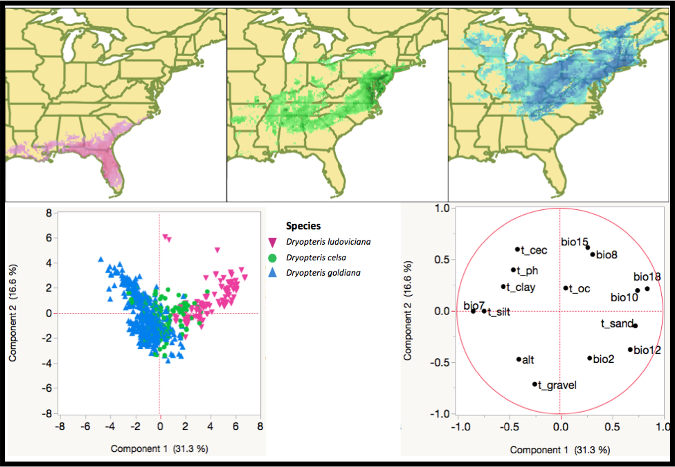 8
6
4
2
0
-2
-4
-6
-8
-8
-6
-4
-2
0
2
4
6
8
Component 2 (16.6 %)
Component 1 (31.3 %)
Species
Dryopteris ludoviciana
Dryopteris celsa
Dryopteris goldiana
1.0
0.5
0.0
-0.5
-1.0
-1.0
-0.5
0.0
0.5
1.0
Component 2 (16.6 %)
Component 1 (31.3 %)
bio15
t_cec
bio8
t_ph
bio18
t_clay
t_oc
bio10
bio7
t_silt
t_sand
bio12
alt
bio2
t_gravel